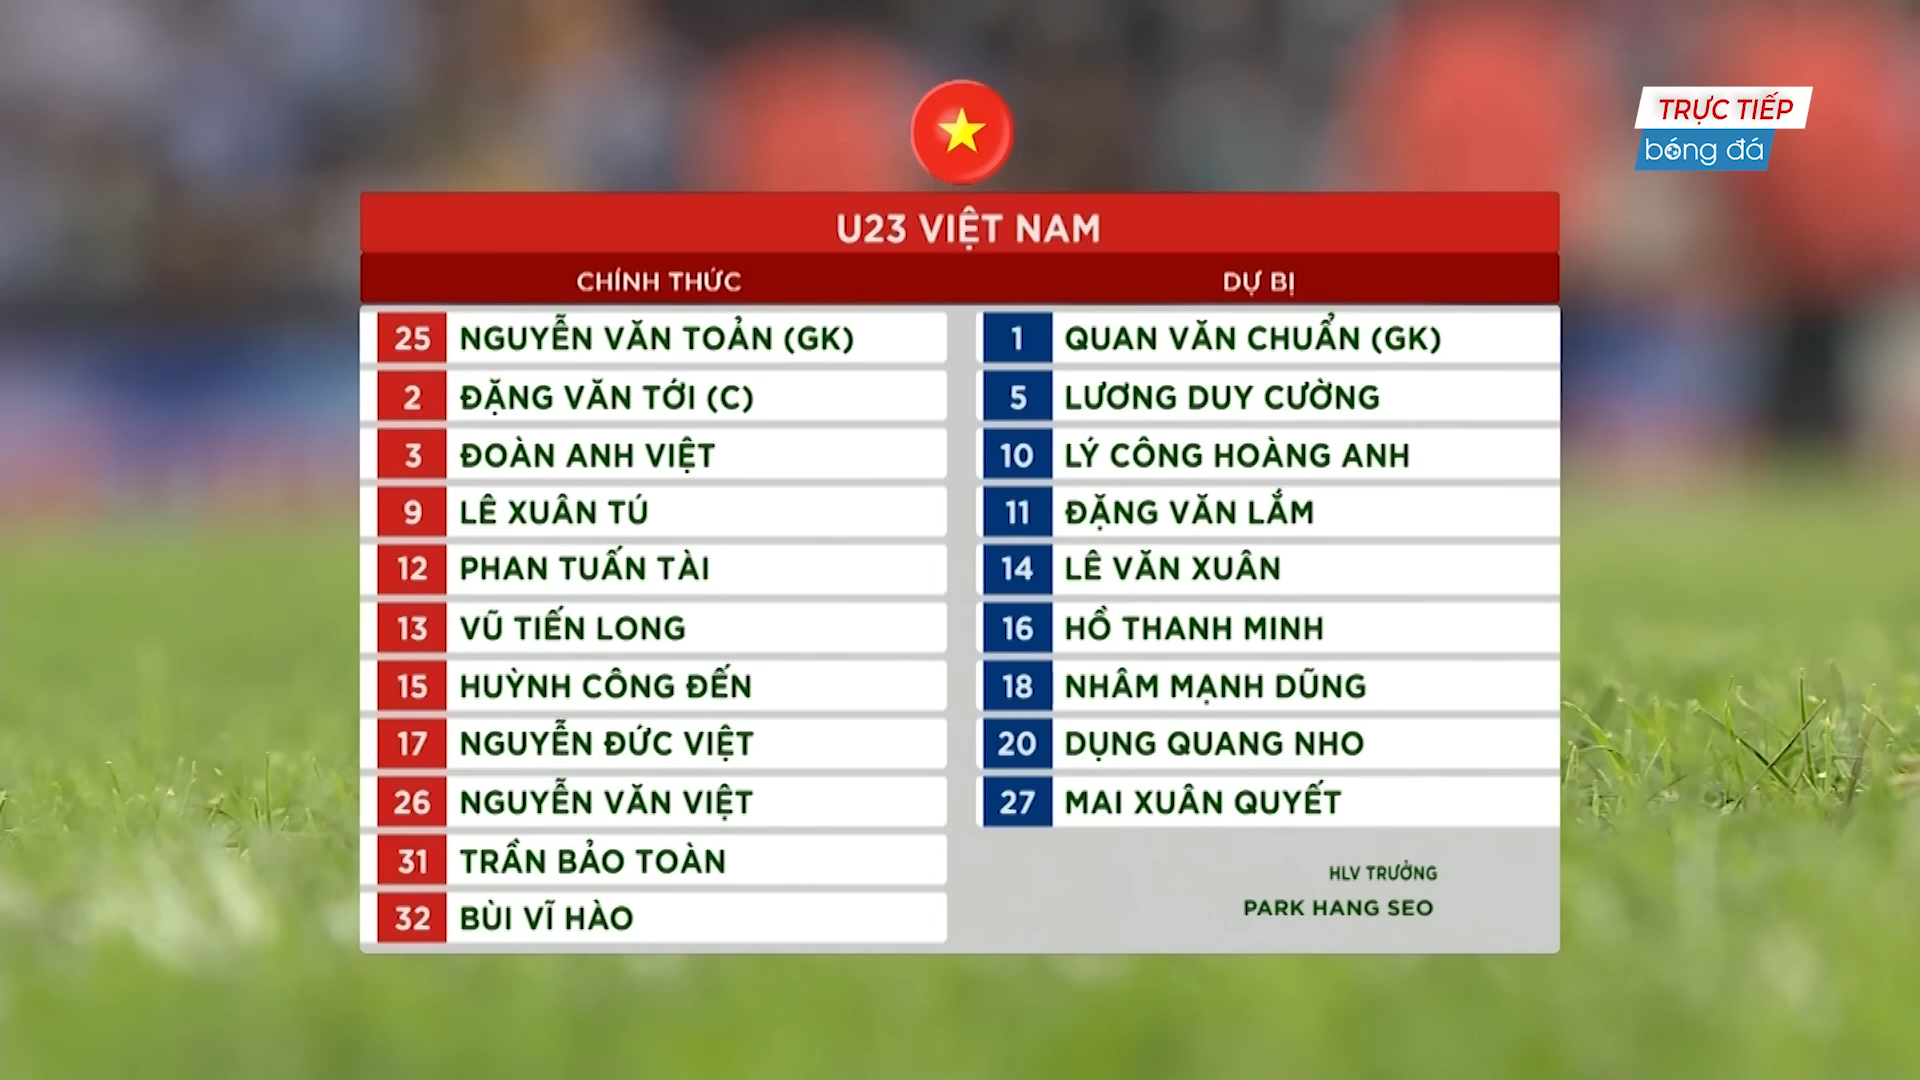 TRỰC TIẾP
bóng đá
U23 VIỆT NAM
CHÍNH THỨC
25 NGUYỄN VĂN TOẢN (GK)
2 ĐẶNG VĂN TỚI (C)
3 ĐOÀN ANH VIỆT
9 LÊ XUÂN TÚ
12 PHAN TUẤN TÀI
13 VŨ TIẾN LONG
15 HUỲNH CÔNG ĐẾN
17 NGUYỄN ĐỨC VIỆT
26 NGUYỄN VĂN VIỆT
31 TRẦN BẢO TOÀN
32 BÙI VĨ HÀO
DỰ BỊ
1 QUAN VĂN CHUẨN (GK)
5 LƯƠNG DUY CƯỜNG
10 LÝ CÔNG HOÀNG ANH
11 ĐẶNG VĂN LẮM
14 LÊ VĂN XUÂN
16 HỒ THANH MINH
18 NHÂM MẠNH DŨNG
20 DỤNG QUANG NHO
27 MAI XUÂN QUYẾT
HLV TRƯỞNG
PARK HANG SEO